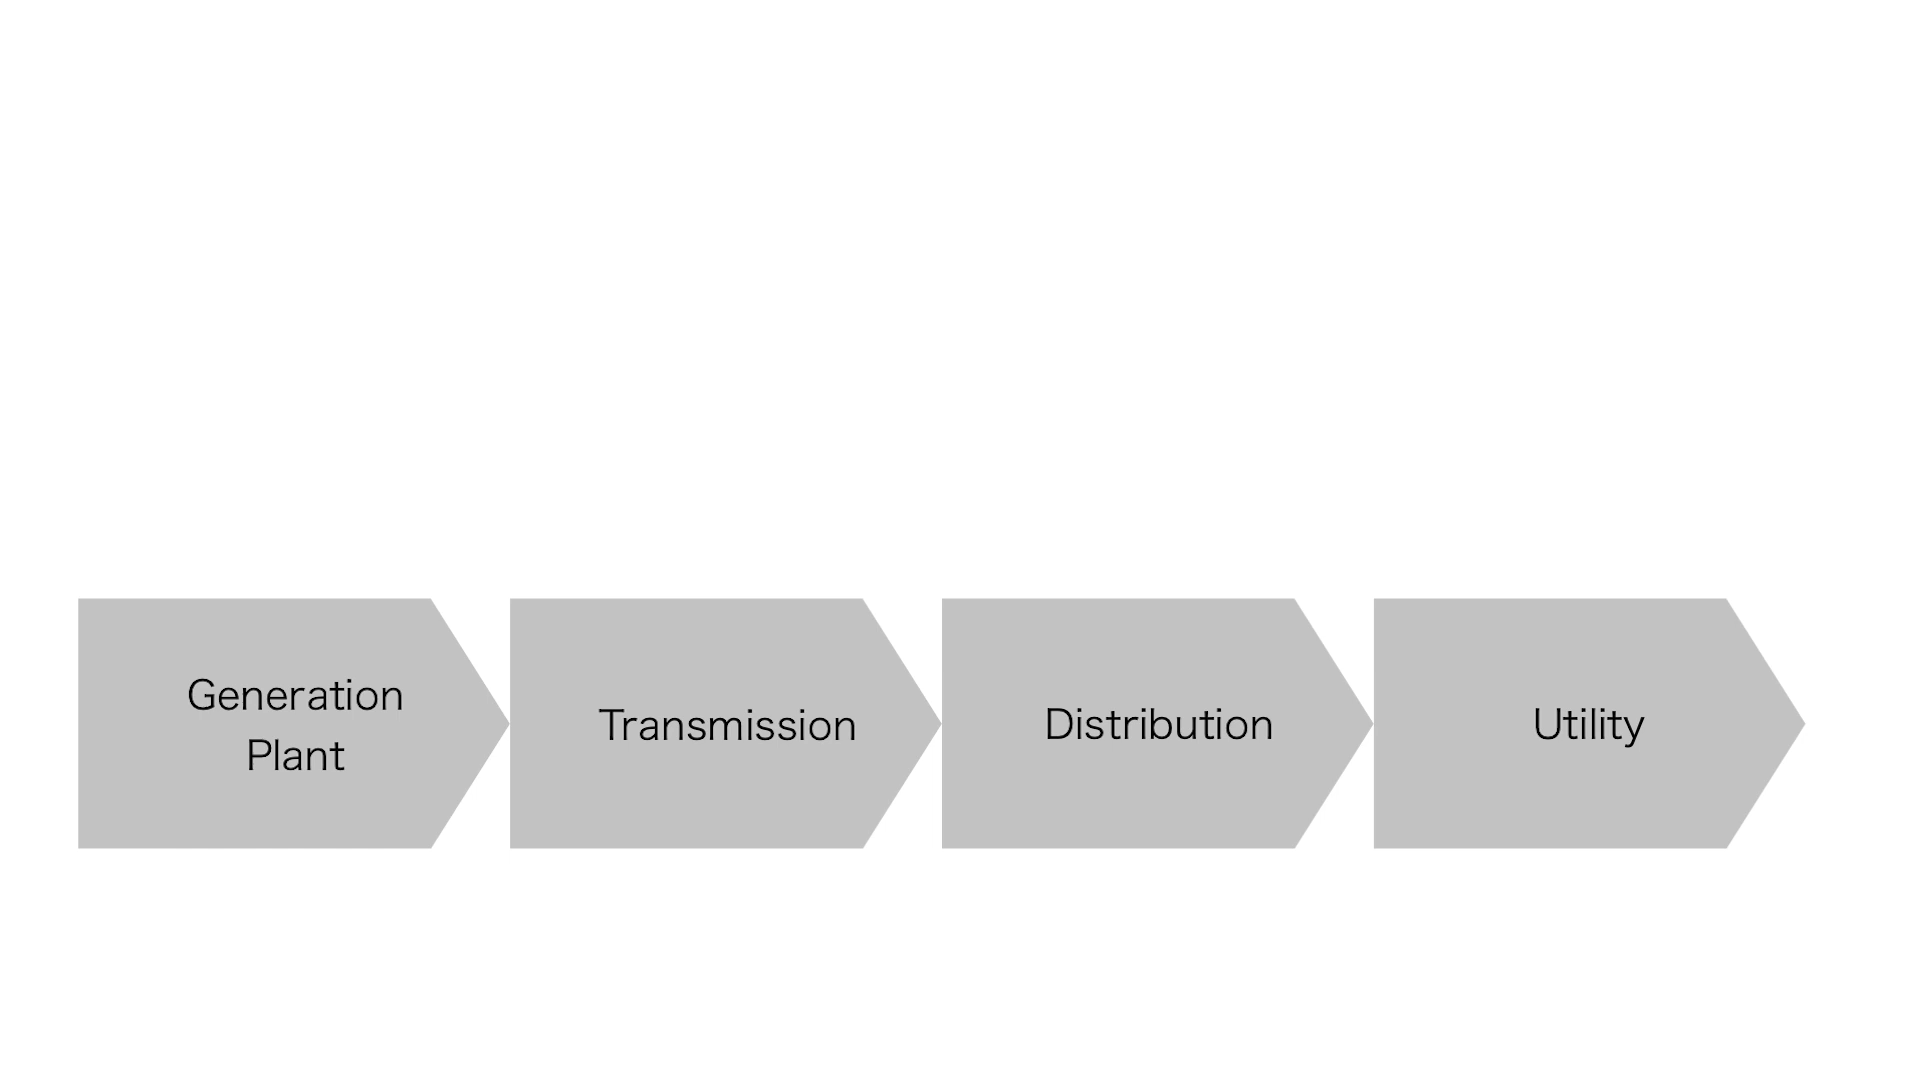 Generation
Plant
Transmission
Distribution
Utility